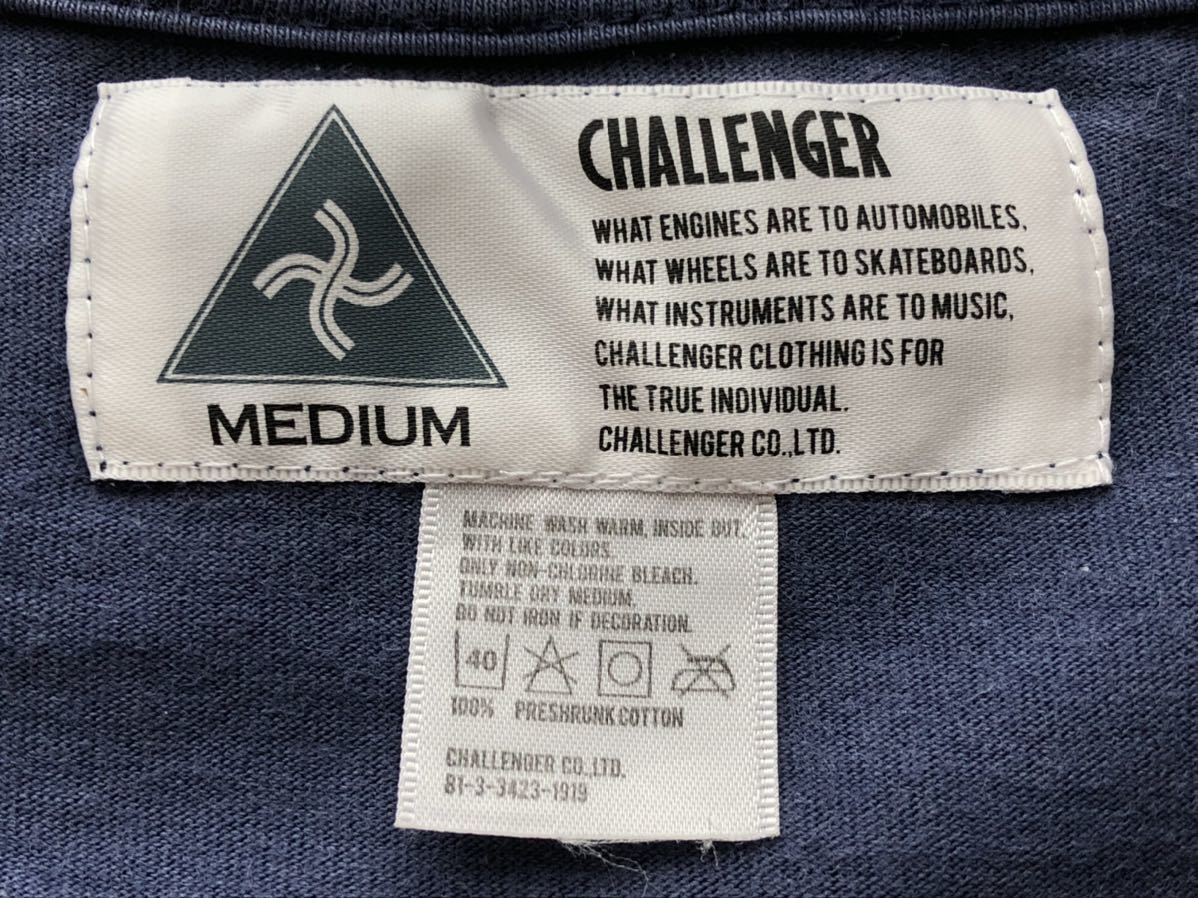 MEDIUM
CHALLENGER
WHAT ENGINES ARE TO AUTOMOBILES,
WHAT WHEELS ARE TO SKATEBOARDS,
WHAT INSTRUMENTS ARE TO MUSIC,
CHALLENGER CLOTHING IS FOR
THE TRUE INDIVIDUAL.
CHALLENGER CO.,LTD.
MACHINE WASH WARM, INSIDE OUT,
WITH LIKE COLORS.
ONLY NON-CHLORINE BLEACH.
TUMBLE DRY MEDIUM.
DO NOT IRON IF DECORATION.
40
100% PRESHRUNK COTTON
CHALLENGER CO.,LTD.
81-3-3423-1919